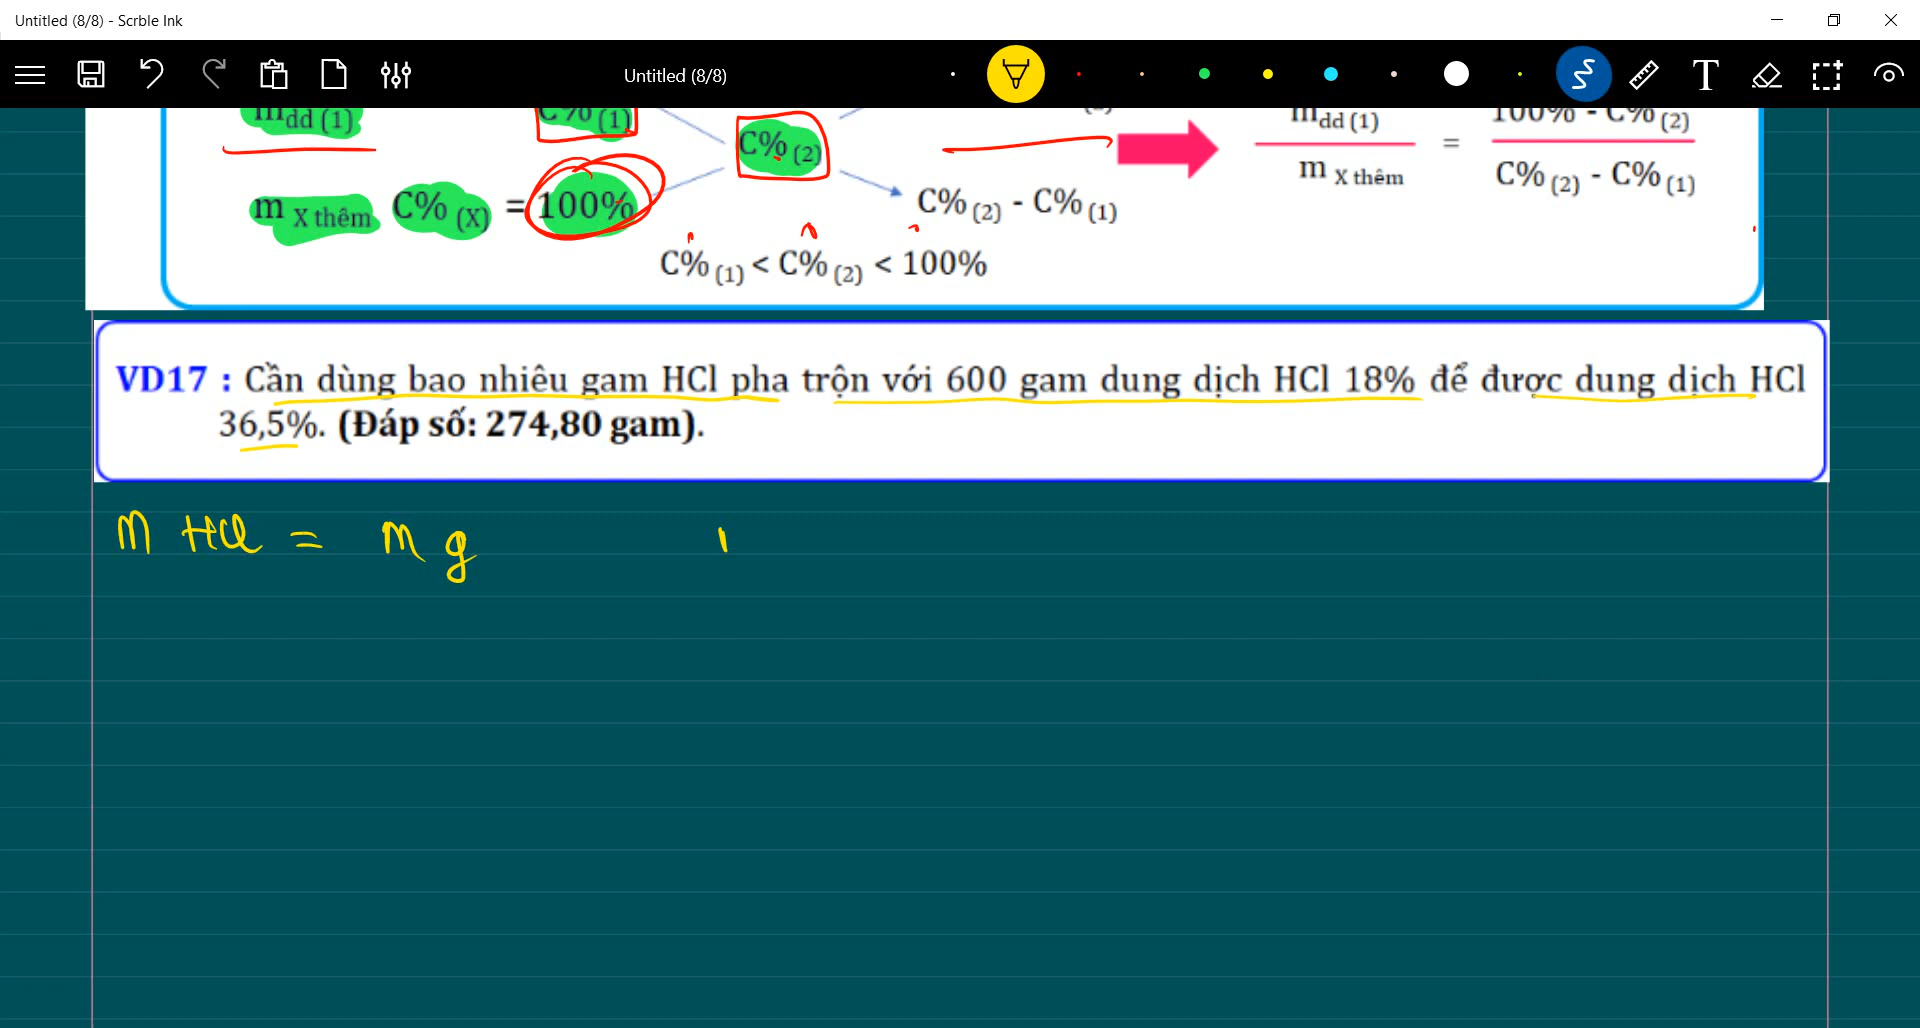 Untitled (8/8) - Scrble Ink
Untitled (8/8)
T
m dd (1) C% (1) C% (2) m dd (1) = 100% - C% (2)
m X thêm C% (X) = 100% C% (2) - C% (1) m X thêm C% (2) - C% (1)
C% (1) < C% (2) < 100%
VD17 : Cần dùng bao nhiêu gam HCl pha trộn với 600 gam dung dịch HCl 18% để được dung dịch HCl
36,5%. (Đáp số: 274,80 gam).
m HCl = m g